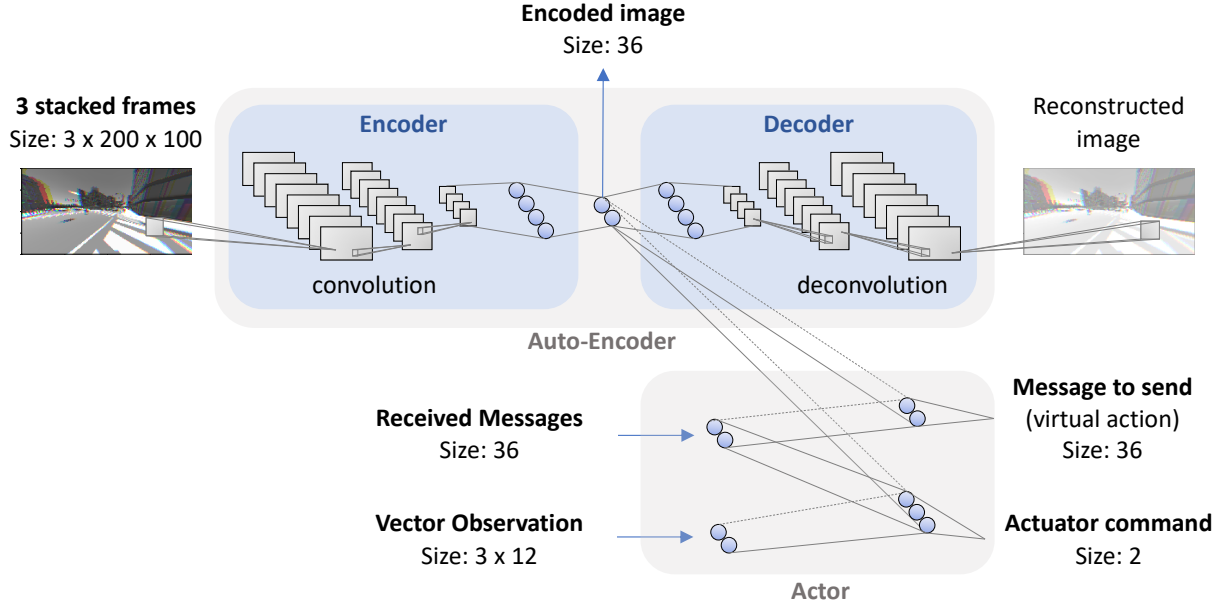 Encoded image
Size: 36
3 stacked frames
Size: 3 x 200 x 100
Encoder
Decoder
Reconstructed
image
convolution
deconvolution
Auto-Encoder
Received Messages
Size: 36
Message to send
(virtual action)
Size: 36
Vector Observation
Size: 3 x 12
Actuator command
Size: 2
Actor